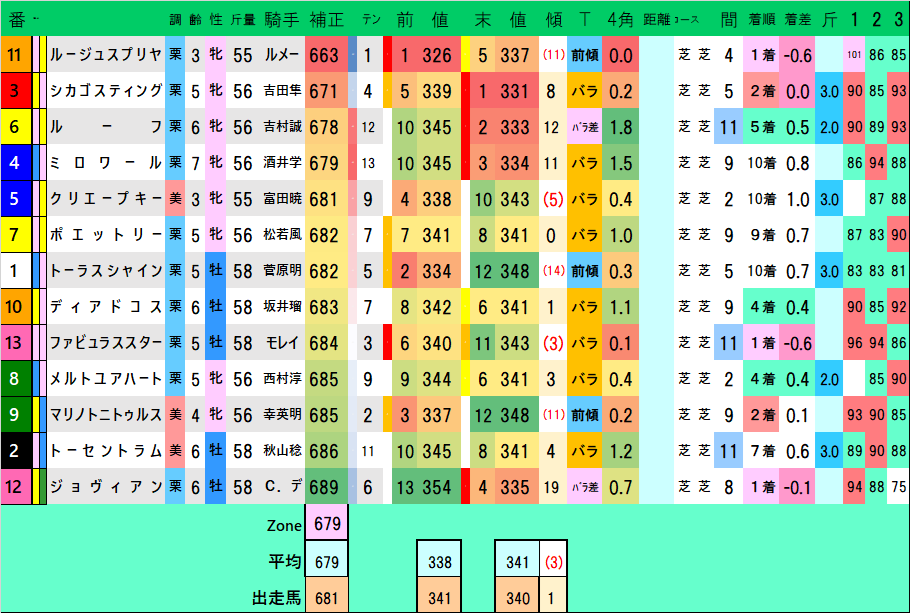 番 調 齢 性 斤量 騎手 補正 テン 前 値 末 値 傾 T 4角 距離 コース 間 着順 着差 斤 1 2 3
11 ルージュスプリヤ 栗 3 牝 55 ルメー 663 1 1 326 5 337 (11) 前傾 0.0 芝 芝 4 1着 -0.6 101 86 85
3 シカゴスティング 栗 5 牝 56 吉田隼 671 4 5 339 1 331 8 バラ 0.2 芝 芝 5 2着 0.0 3.0 90 85 93
6 ルーフ 栗 6 牝 56 吉村誠 678 12 10 345 2 333 12 バラ差 1.8 芝 芝 11 5着 0.5 2.0 90 89 93
4 ミロワール 栗 7 牝 56 酒井学 679 13 10 345 3 334 11 バラ 1.5 芝 芝 9 10着 0.8 86 94 88
5 クリエープキー 美 3 牝 55 富田暁 681 9 4 338 10 343 (5) バラ 0.4 芝 芝 2 10着 1.0 3.0 87 88
7 ポエットリー 栗 5 牝 56 松若風 682 7 7 341 8 341 0 バラ 1.0 芝 芝 9 9着 0.7 87 83 90
1 トーラスシャイン 栗 5 牡 58 菅原明 682 5 2 334 12 348 (14) 前傾 0.3 芝 芝 5 10着 0.7 3.0 83 83 81
10 ディアドコス 栗 6 牡 58 坂井瑠 683 7 8 342 6 341 1 バラ 1.1 芝 芝 9 4着 0.4 90 85 92
13 ファビュラススター 栗 5 牡 58 モレイ 684 3 6 340 11 343 (3) バラ 0.1 芝 芝 11 1着 -0.6 96 94 86
8 メルトユアハート 栗 5 牝 56 西村淳 685 9 9 344 6 341 3 バラ 0.4 芝 芝 2 4着 0.4 2.0 85 90
9 マリノトニトゥルス 美 4 牝 56 幸英明 685 2 3 337 12 348 (11) 前傾 0.2 芝 芝 9 2着 0.1 93 90 85
2 トーセントラム 美 6 牡 58 秋山稔 686 11 10 345 8 341 4 バラ 1.2 芝 芝 11 7着 0.6 3.0 89 90 88
12 ジョヴィアン 栗 6 牡 58 C.デ 689 6 13 354 4 335 19 バラ差 0.7 芝 芝 8 1着 -0.1 94 88 75
Zone 679
平均 679 338 341 (3)
出走馬 681 341 340 1